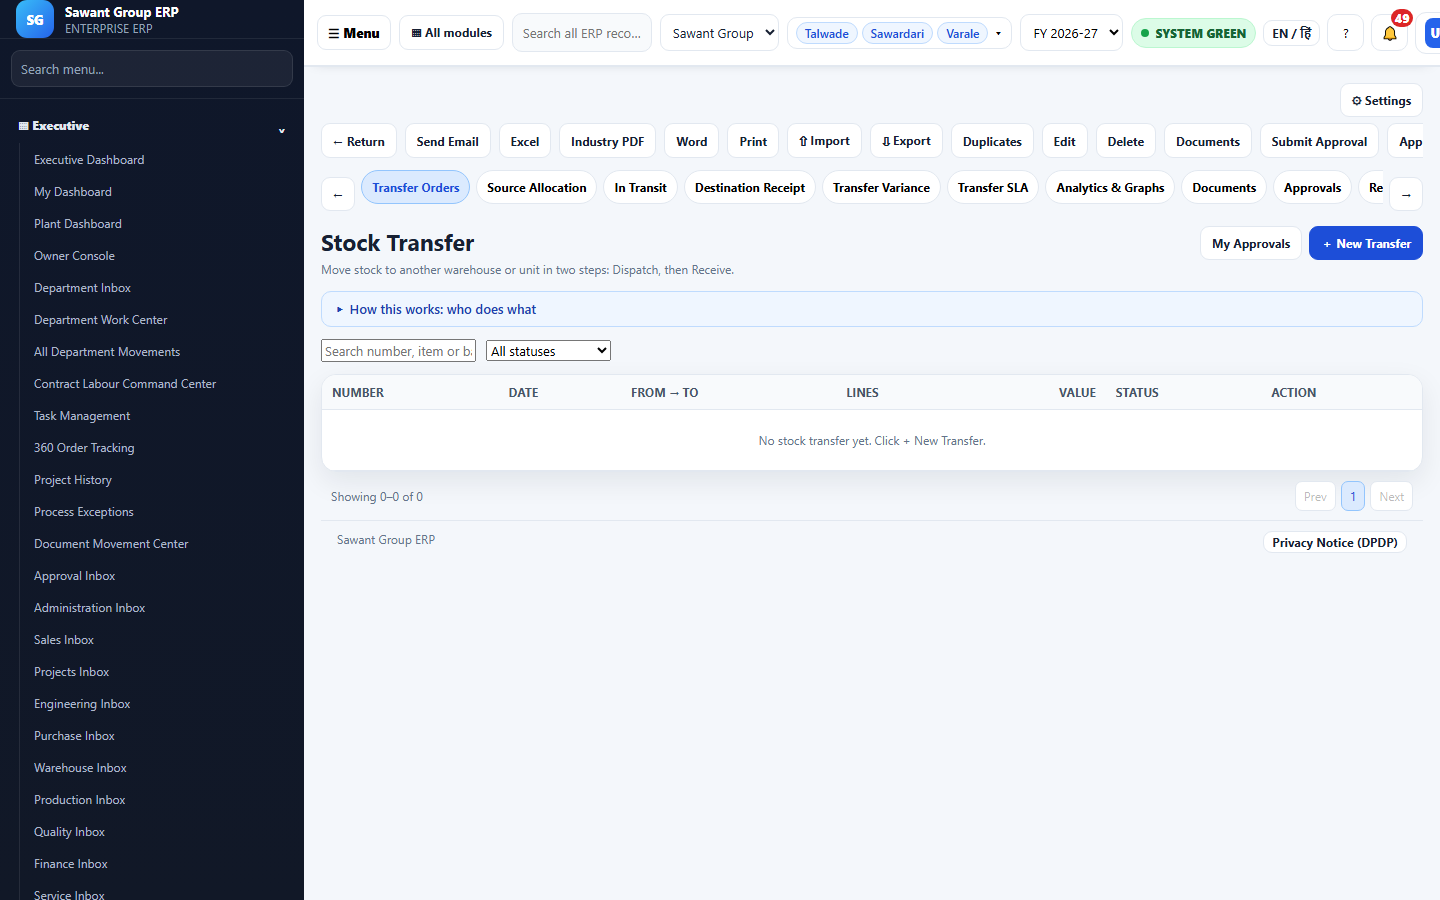 SG
Sawant Group ERP
ENTERPRISE ERP
☰ Menu
▦ All modules
Search all ERP reco...
Sawant Group
Talwade
Sawardari
Varale
FY 2026-27
SYSTEM GREEN
EN / हिं
?
49
U
Search menu...
▦ Executive
Executive Dashboard
My Dashboard
Plant Dashboard
Owner Console
Department Inbox
Department Work Center
All Department Movements
Contract Labour Command Center
Task Management
360 Order Tracking
Project History
Process Exceptions
Document Movement Center
Approval Inbox
Administration Inbox
Sales Inbox
Projects Inbox
Engineering Inbox
Purchase Inbox
Warehouse Inbox
Production Inbox
Quality Inbox
Finance Inbox
Service Inbox
⚙ Settings
← Return
Send Email
Excel
Industry PDF
Word
Print
⇧ Import
⇩ Export
Duplicates
Edit
Delete
Documents
Submit Approval
App
←
Transfer Orders
Source Allocation
In Transit
Destination Receipt
Transfer Variance
Transfer SLA
Analytics & Graphs
Documents
Approvals
Re
→
Stock Transfer
My Approvals
+ New Transfer
Move stock to another warehouse or unit in two steps: Dispatch, then Receive.
▸ How this works: who does what
Search number, item or ba
All statuses
NUMBER
DATE
FROM → TO
LINES
VALUE
STATUS
ACTION
No stock transfer yet. Click + New Transfer.
Showing 0–0 of 0
Prev
1
Next
Sawant Group ERP
Privacy Notice (DPDP)